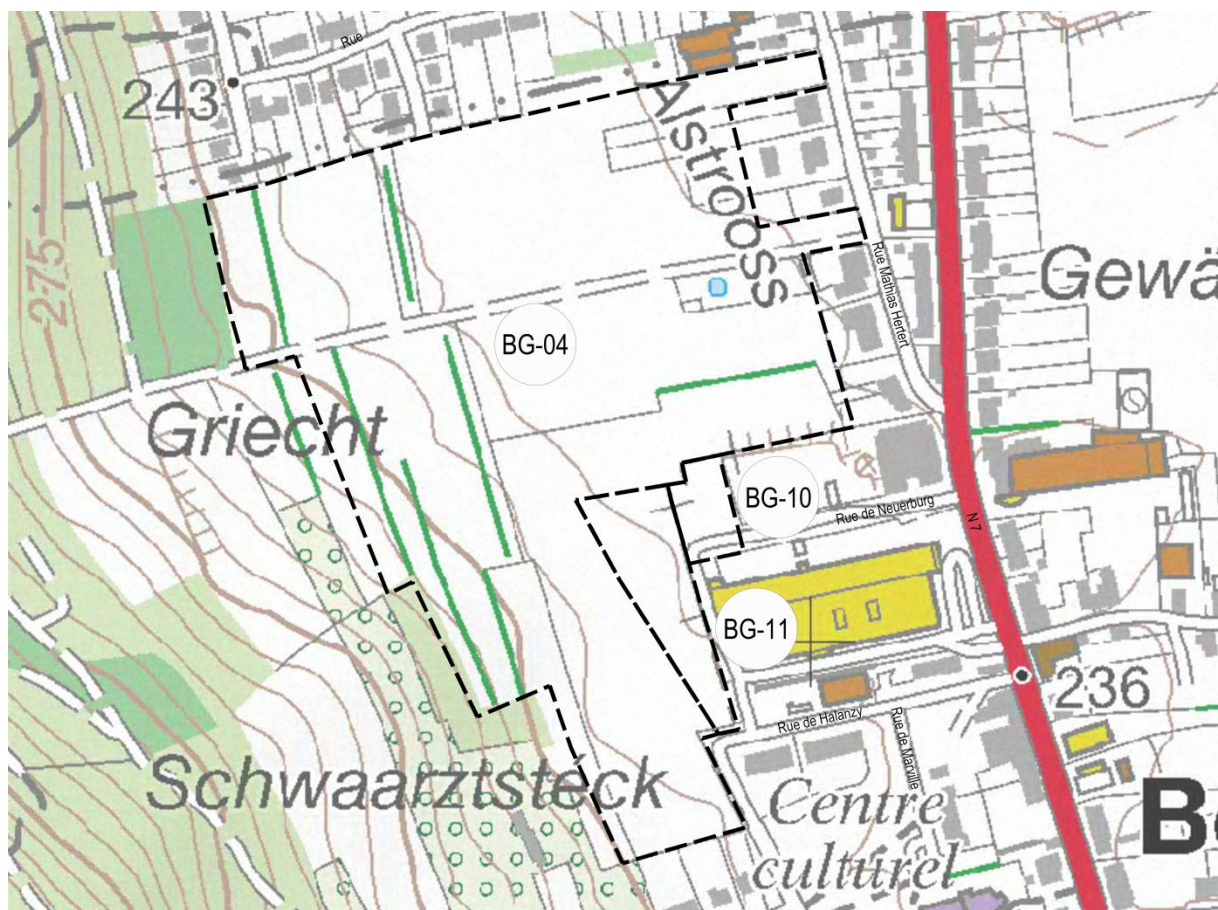 Rue
243
Alstrooss
275
Rue Mathias Hertert
Gewä
BG-04
Griecht
BG-10
Rue de Neuerburg
N 7
BG-11
236
Rue de Halanzy
Rue de Marville
Schwaarztsteck
Centre
culturel
B